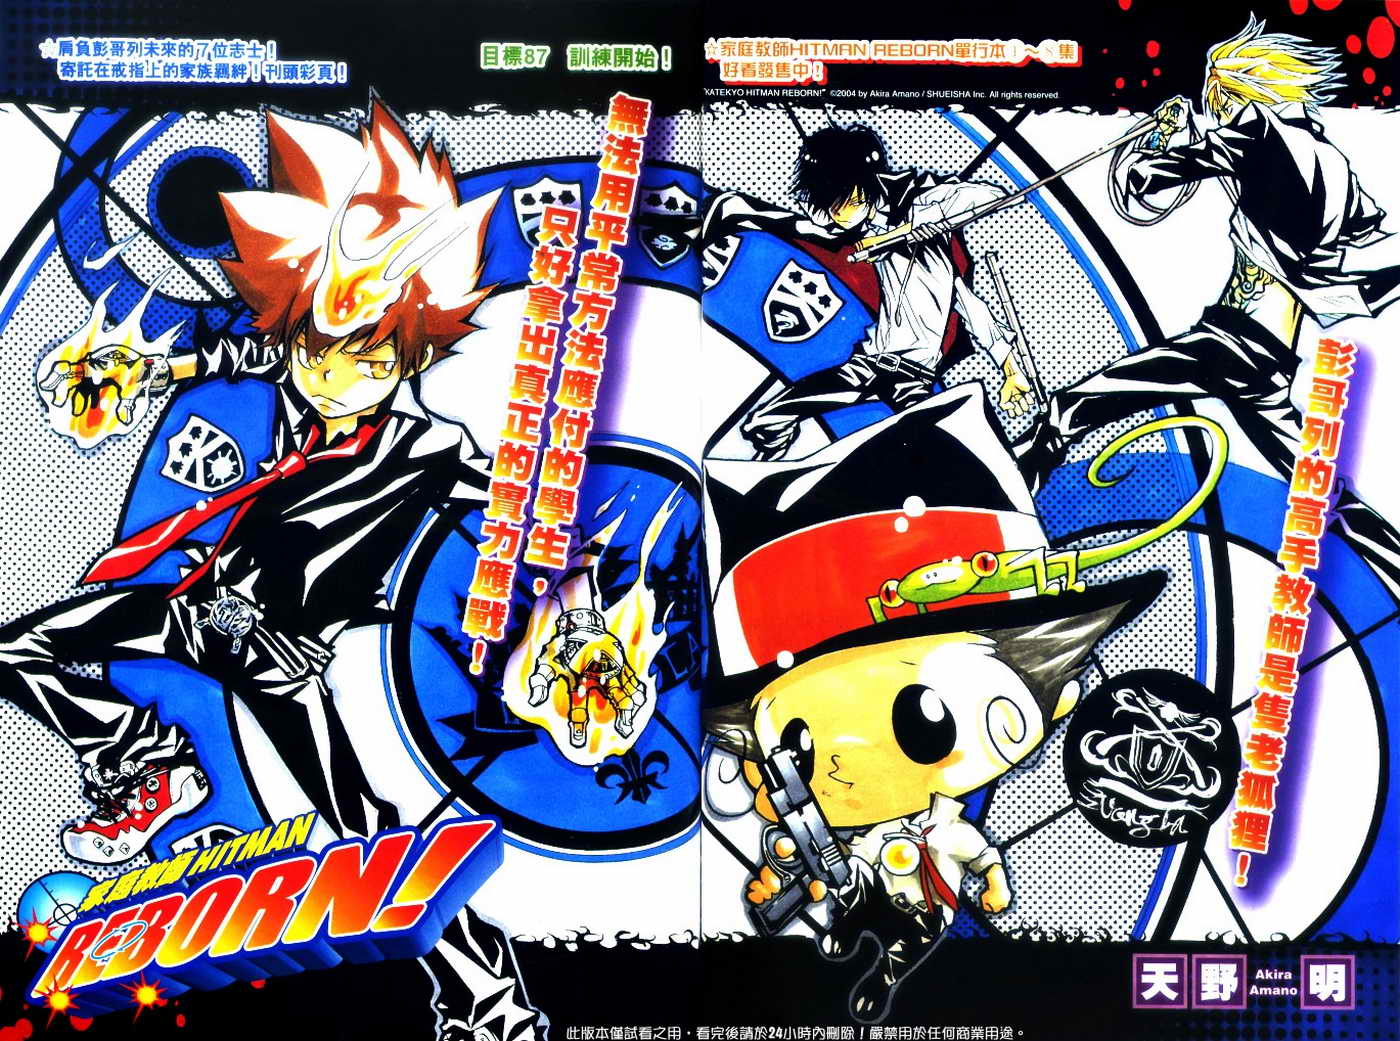 ☆肩負彭哥列未來的7位志士！
寄託在戒指上的家族羈絆！刊頭彩頁！
目標87 訓練開始！
☆家庭教師HITMAN REBORN單行本①～⑧集
好看發售中！
"KATEKYO HITMAN REBORN!" ©2004 by Akira Amano / SHUEISHA Inc. All rights reserved.
無法用平常方法應付的學生，
只好拿出真正的實力應戰！
彭哥列的高手教師是隻老狐狸！
家庭教師HITMAN
REBORN!
天野明
Akira
Amano
此版本僅試看之用，看完後請於24小時內刪除！嚴禁用於任何商業用途。